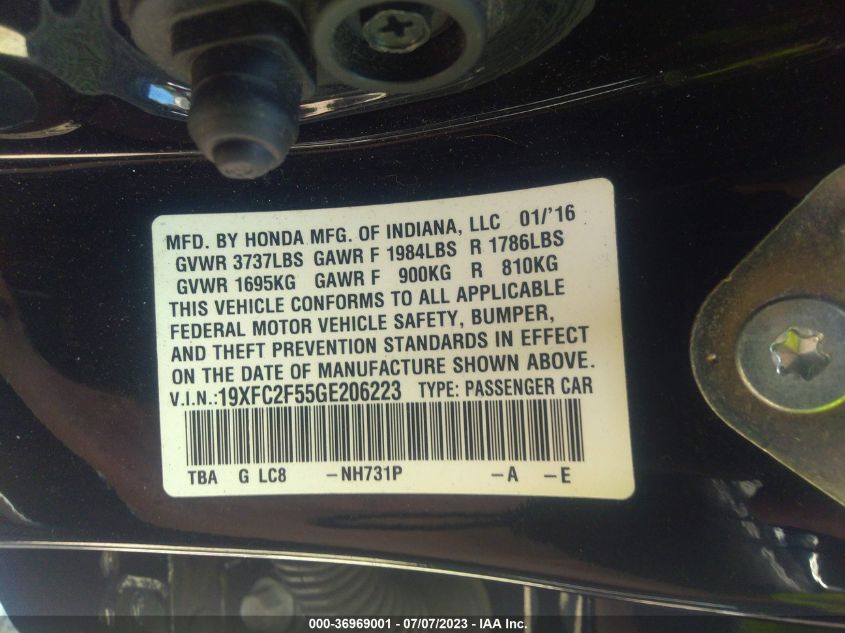 MFD. BY HONDA MFG. OF INDIANA, LLC 01/'16
GVWR 3737LBS GAWR F 1984LBS R 1786LBS
GVWR 1695KG GAWR F 900KG R 810KG
THIS VEHICLE CONFORMS TO ALL APPLICABLE
FEDERAL MOTOR VEHICLE SAFETY, BUMPER,
AND THEFT PREVENTION STANDARDS IN EFFECT
ON THE DATE OF MANUFACTURE SHOWN ABOVE.
V.I.N.:19XFC2F55GE206223 TYPE: PASSENGER CAR
TBA G LC8 –NH731P –A –E
000-36969001 - 07/07/2023 - IAA Inc.